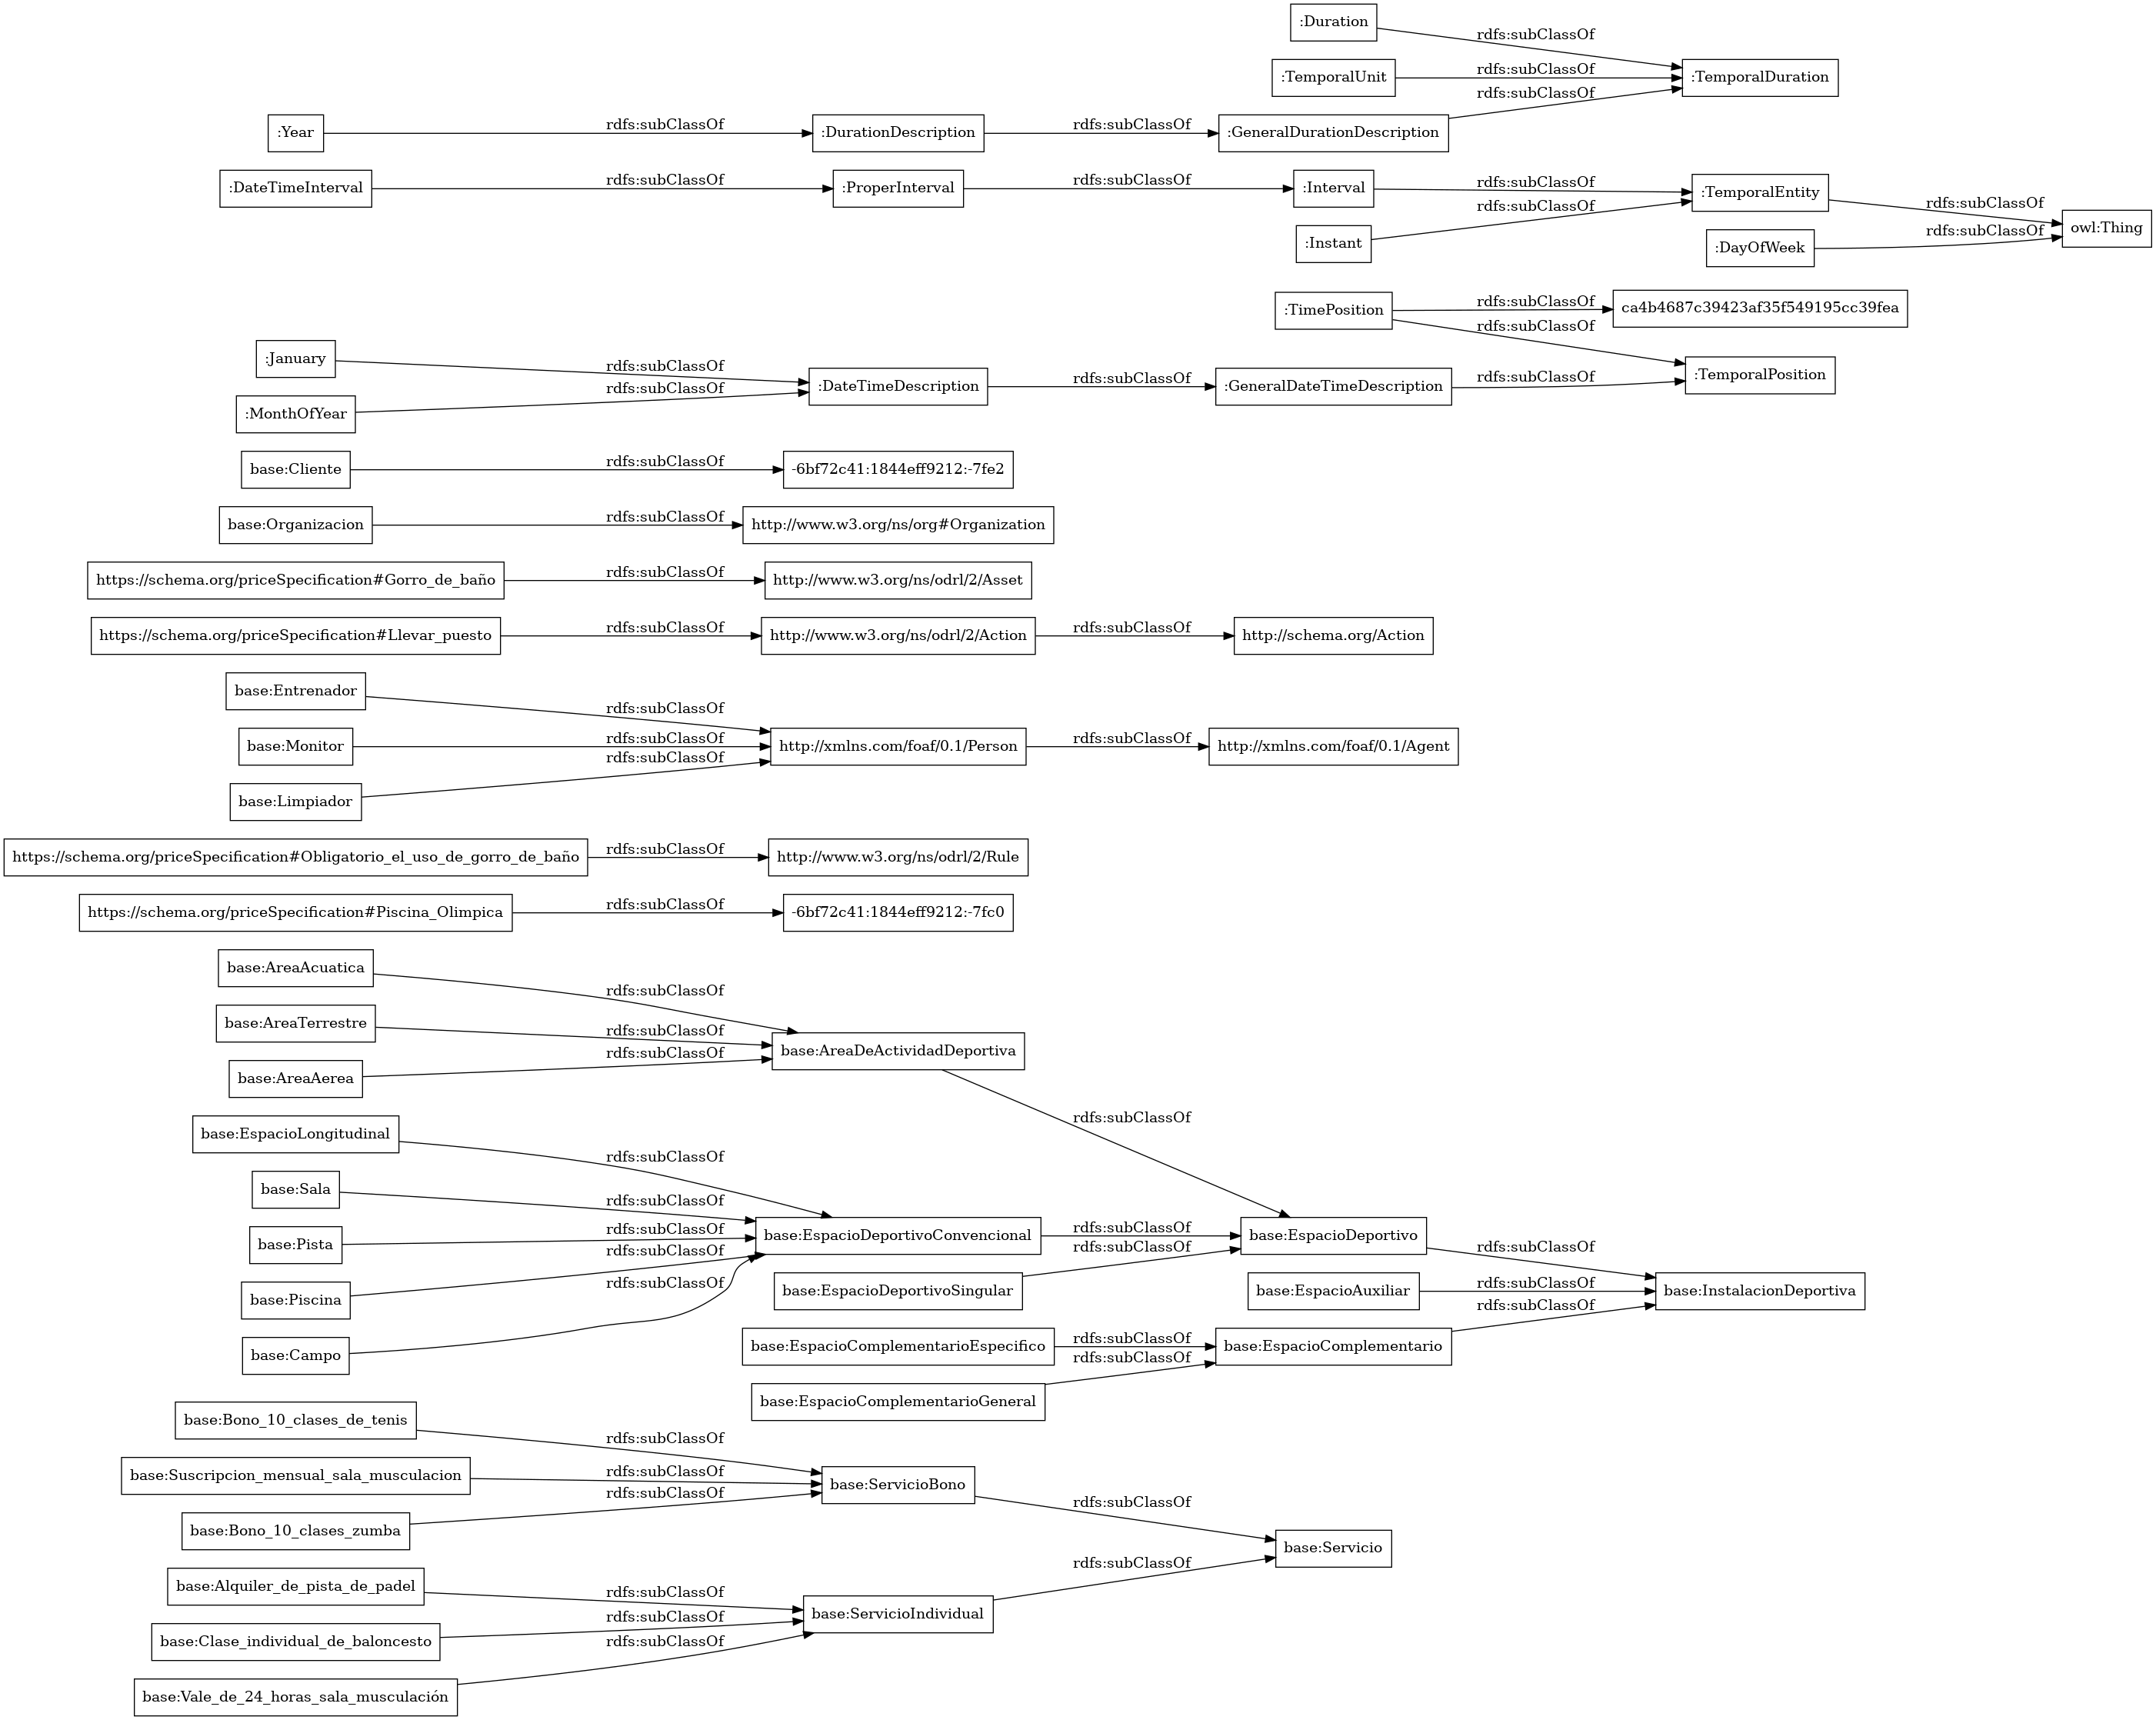 :Duration
rdfs:subClassOf
:TemporalUnit
rdfs:subClassOf
:TemporalDuration
rdfs:subClassOf
:Year
rdfs:subClassOf
:DurationDescription
rdfs:subClassOf
:GeneralDurationDescription
:DateTimeInterval
rdfs:subClassOf
:ProperInterval
rdfs:subClassOf
:Interval
rdfs:subClassOf
:TemporalEntity
rdfs:subClassOf
rdfs:subClassOf
:Instant
:DayOfWeek
rdfs:subClassOf
owl:Thing
:TimePosition
rdfs:subClassOf
ca4b4687c39423af35f549195cc39fea
rdfs:subClassOf
:January
rdfs:subClassOf
:MonthOfYear
rdfs:subClassOf
:DateTimeDescription
rdfs:subClassOf
:GeneralDateTimeDescription
rdfs:subClassOf
:TemporalPosition
base:Cliente
rdfs:subClassOf
-6bf72c41:1844eff9212:-7fe2
base:Organizacion
rdfs:subClassOf
http://www.w3.org/ns/org#Organization
https://schema.org/priceSpecification#Gorro_de_baño
rdfs:subClassOf
http://www.w3.org/ns/odrl/2/Asset
https://schema.org/priceSpecification#Llevar_puesto
rdfs:subClassOf
http://www.w3.org/ns/odrl/2/Action
rdfs:subClassOf
http://schema.org/Action
base:Entrenador
rdfs:subClassOf
base:Monitor
rdfs:subClassOf
base:Limpiador
rdfs:subClassOf
http://xmlns.com/foaf/0.1/Person
rdfs:subClassOf
http://xmlns.com/foaf/0.1/Agent
https://schema.org/priceSpecification#Obligatorio_el_uso_de_gorro_de_baño
rdfs:subClassOf
http://www.w3.org/ns/odrl/2/Rule
https://schema.org/priceSpecification#Piscina_Olimpica
rdfs:subClassOf
-6bf72c41:1844eff9212:-7fc0
base:AreaAcuatica
rdfs:subClassOf
base:AreaTerrestre
rdfs:subClassOf
base:AreaAerea
rdfs:subClassOf
base:AreaDeActividadDeportiva
rdfs:subClassOf
base:EspacioLongitudinal
rdfs:subClassOf
base:Sala
rdfs:subClassOf
base:Pista
rdfs:subClassOf
base:Piscina
rdfs:subClassOf
base:Campo
rdfs:subClassOf
base:EspacioDeportivoConvencional
rdfs:subClassOf
base:EspacioDeportivoSingular
rdfs:subClassOf
base:EspacioDeportivo
rdfs:subClassOf
base:EspacioAuxiliar
rdfs:subClassOf
base:InstalacionDeportiva
base:EspacioComplementarioEspecifico
rdfs:subClassOf
base:EspacioComplementarioGeneral
rdfs:subClassOf
base:EspacioComplementario
rdfs:subClassOf
base:Bono_10_clases_de_tenis
rdfs:subClassOf
base:Suscripcion_mensual_sala_musculacion
rdfs:subClassOf
base:Bono_10_clases_zumba
rdfs:subClassOf
base:ServicioBono
rdfs:subClassOf
base:Alquiler_de_pista_de_padel
rdfs:subClassOf
base:Clase_individual_de_baloncesto
rdfs:subClassOf
base:Vale_de_24_horas_sala_musculación
rdfs:subClassOf
base:ServicioIndividual
rdfs:subClassOf
base:Servicio